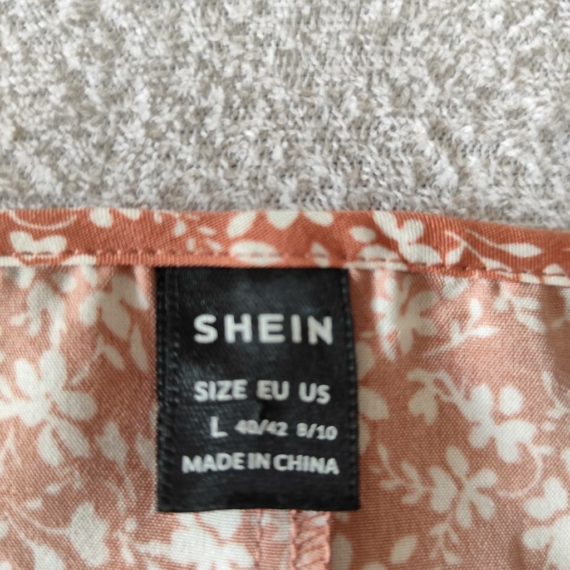 SHEIN
SIZE EU US
L 40/42 8/10
MADE IN CHINA